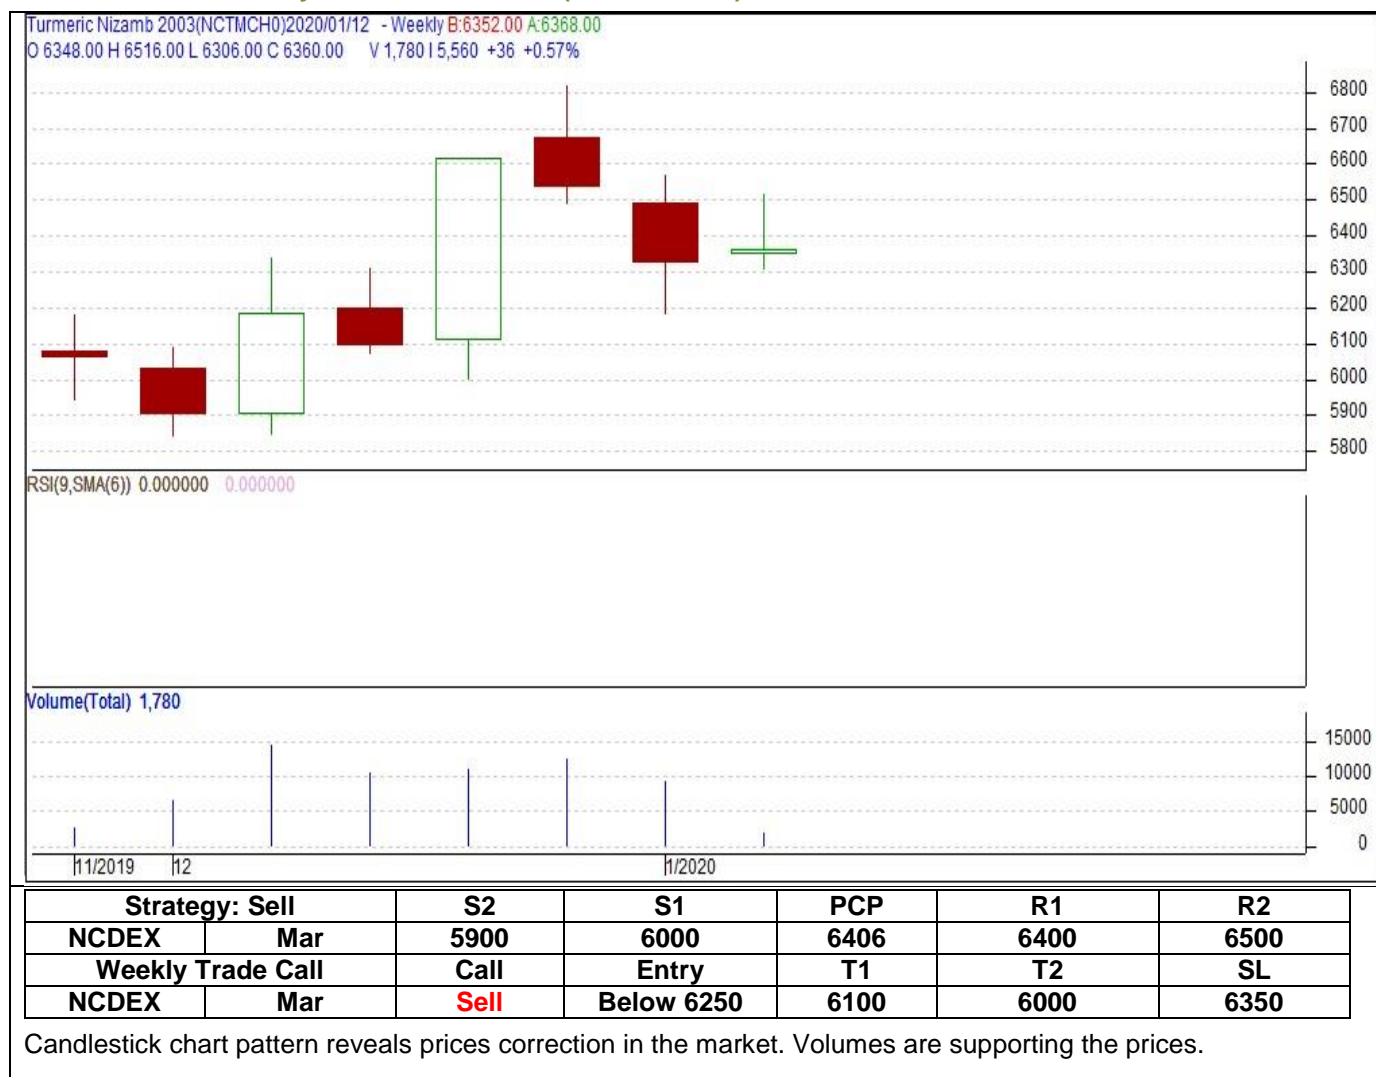 Turmeric Nizamb 2003(NCTMCH0)2020/01/12 - Weekly B:6352.00 A:6368.00
O 6348.00 H 6516.00 L 6306.00 C 6360.00 V 1,780 I 5,560 +36 +0.57%
6800
6700
6600
6500
6400
6300
6200
6100
6000
5900
5800
RSI(9,SMA(6)) 0.000000 0.000000
Volume(Total) 1,780
15000
10000
5000
0
11/2019 12 1/2020
Strategy: Sell S2 S1 PCP R1 R2
NCDEX Mar 5900 6000 6406 6400 6500
Weekly Trade Call Call Entry T1 T2 SL
NCDEX Mar Sell Below 6250 6100 6000 6350
Candlestick chart pattern reveals prices correction in the market. Volumes are supporting the prices.